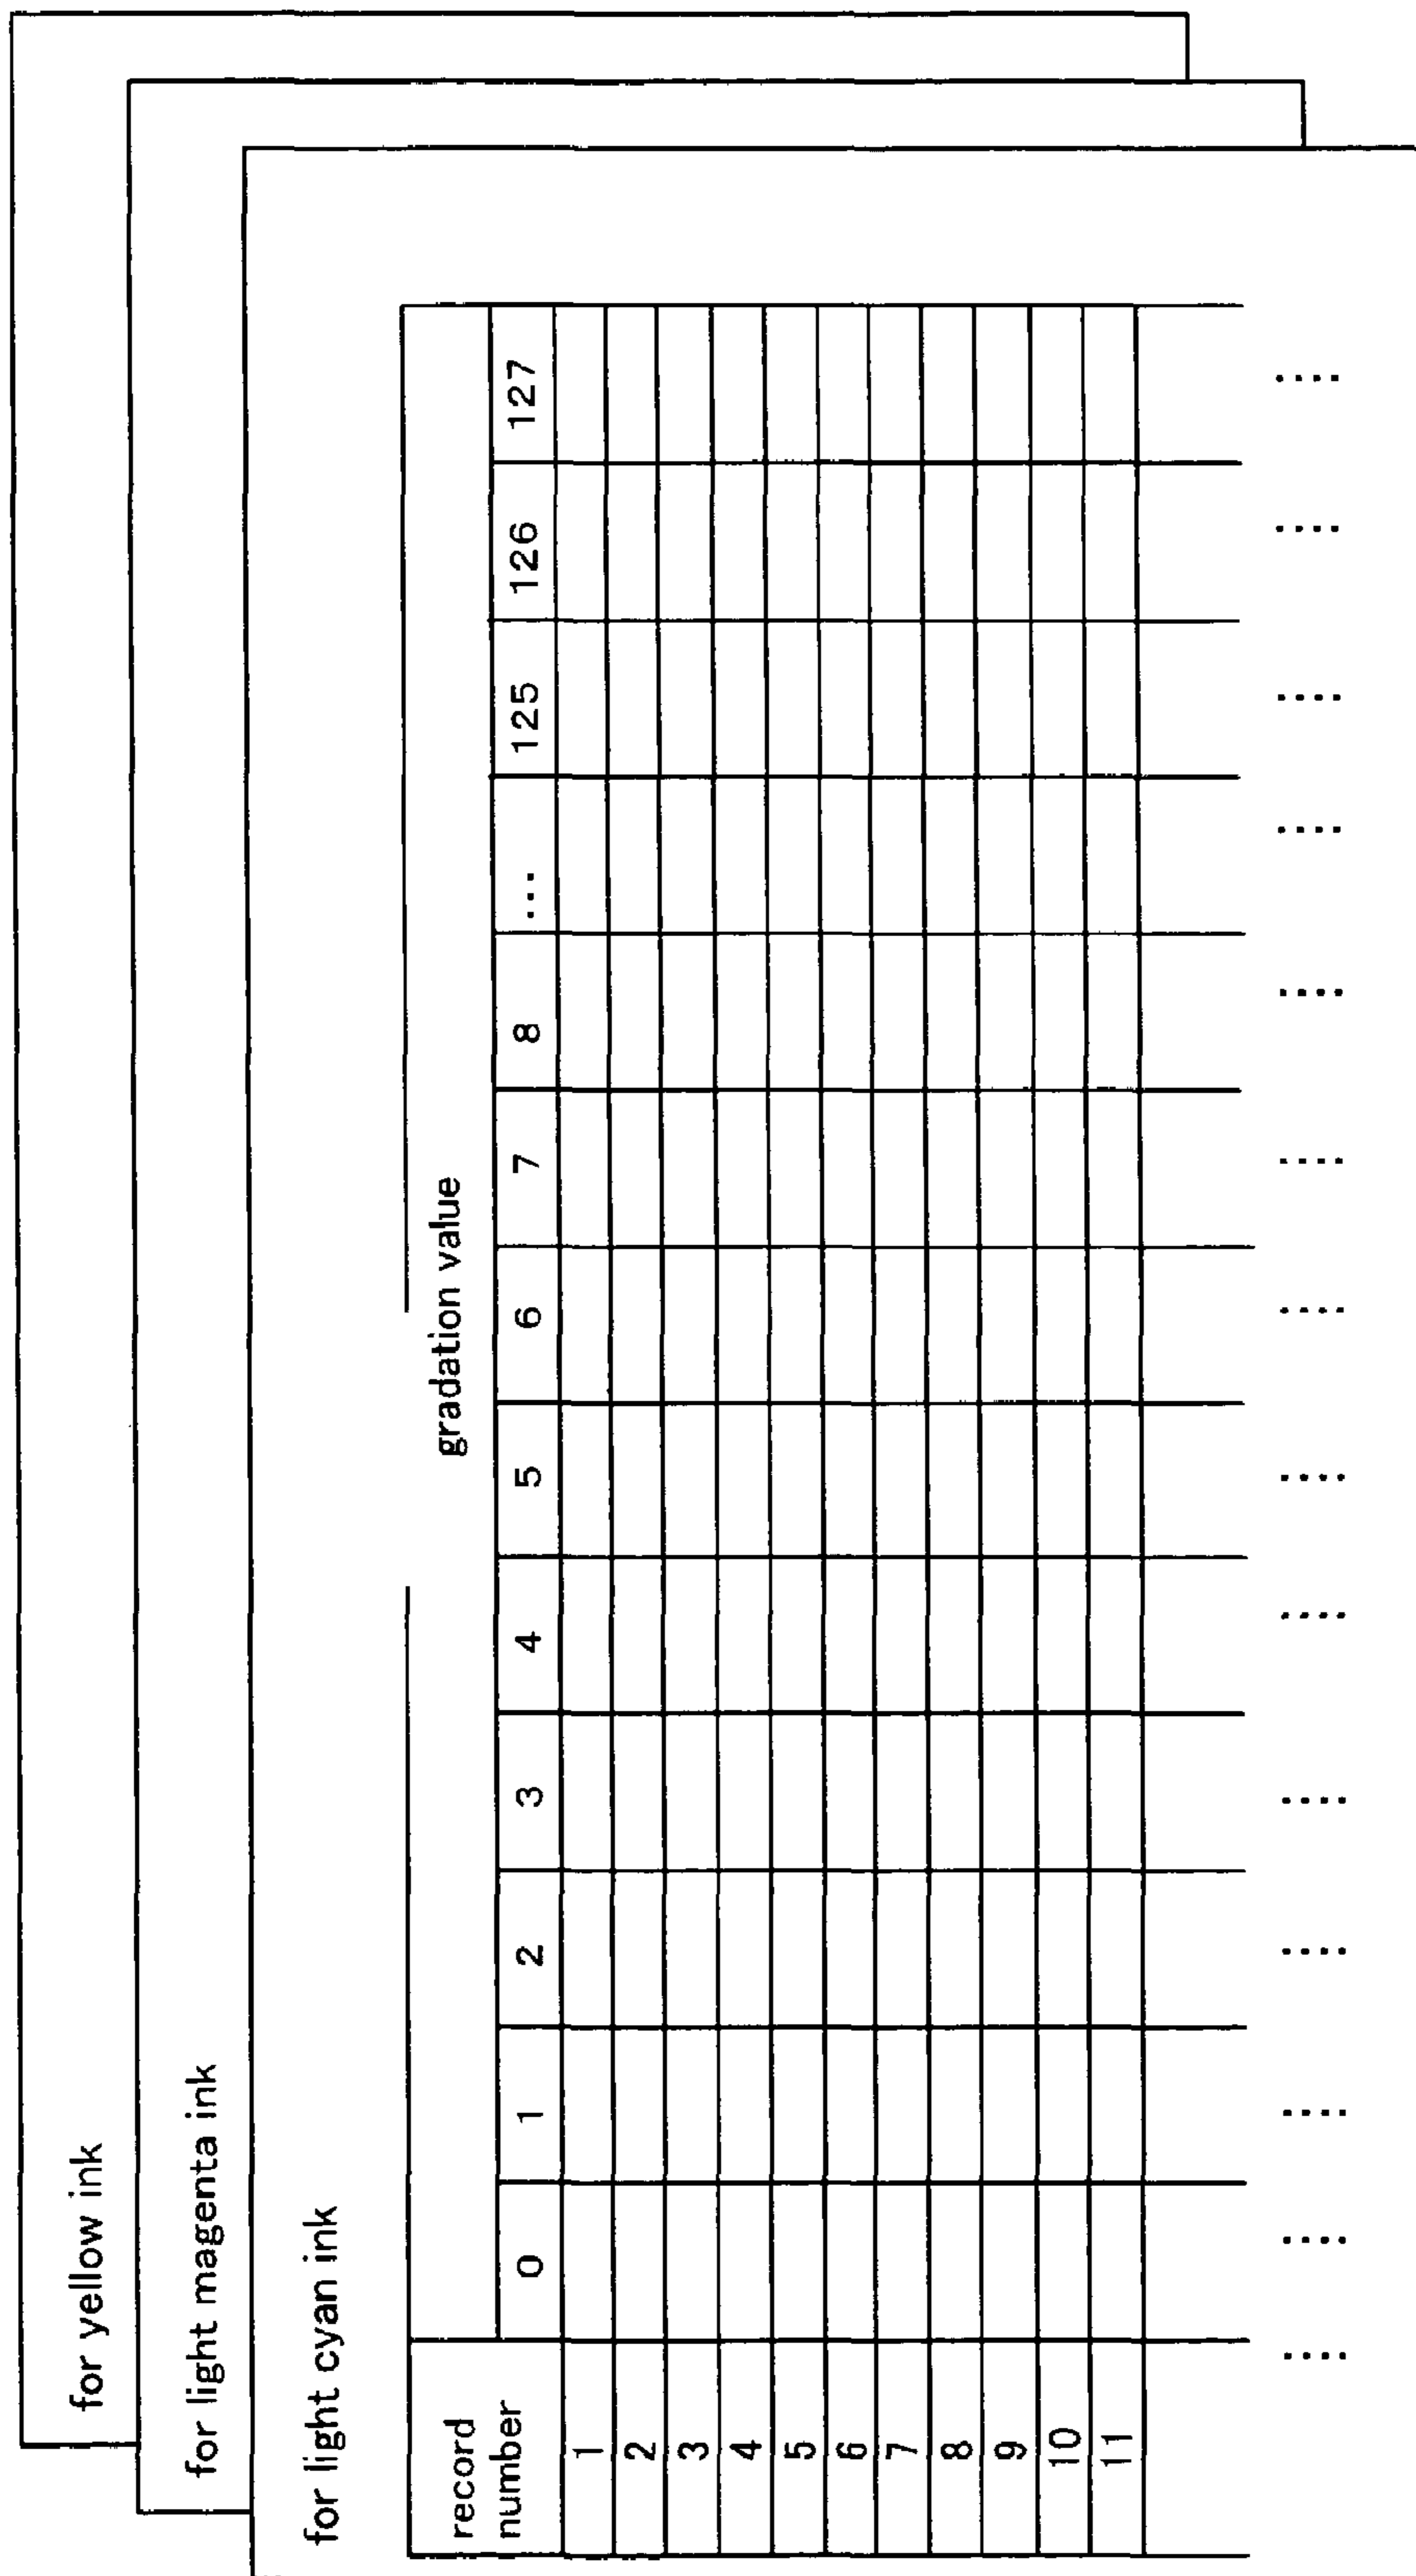 for yellow ink
for light magenta ink
for light cyan ink
record number
gradation value
0 1 2 3 4 5 6 7 8 ... 125 126 127
1
2
3
4
5
6
7
8
9
10
11
.... .... .... .... .... .... .... .... .... .... .... .... .... ....